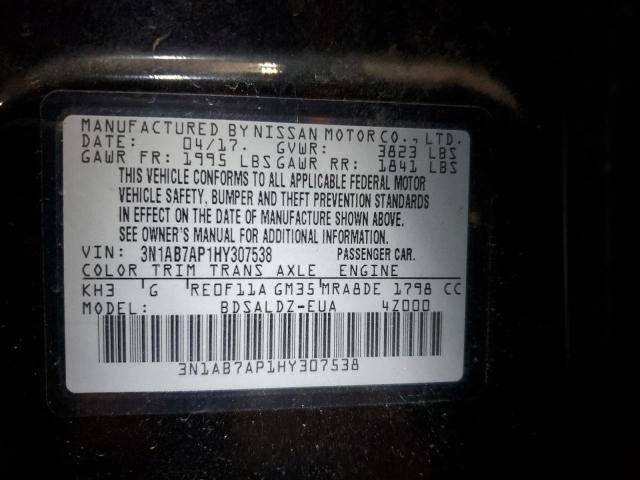 MANUFACTURED BY NISSAN MOTOR CO., LTD.
DATE: 04/17. GVWR: 3823 LBS
GAWR FR: 1995 LBS GAWR RR: 1841 LBS
THIS VEHICLE CONFORMS TO ALL APPLICABLE FEDERAL MOTOR
VEHICLE SAFETY, BUMPER AND THEFT PREVENTION STANDARDS
IN EFFECT ON THE DATE OF MANUFACTURE SHOWN ABOVE.
SEE OWNER'S MANUAL FOR ADDITIONAL INFORMATION.
VIN: 3N1AB7AP1HY307538 PASSENGER CAR.
COLOR TRIM TRANS AXLE ENGINE
KH3 G RE0F11A GM35 MRA8DE 1798 CC
MODEL: BDSALDZ-EUA 4Z000
3N1AB7AP1HY307538